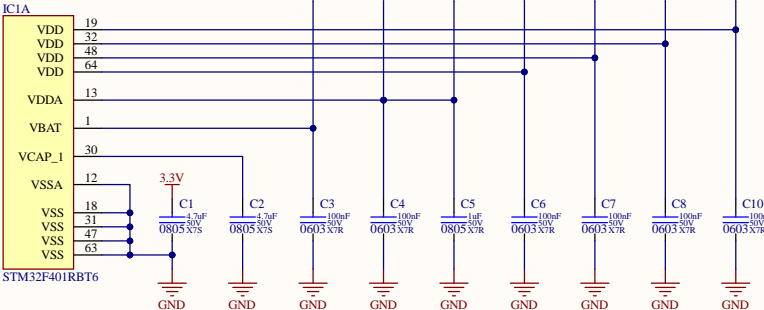 IC1A
VDD 19
VDD 32
VDD 48
VDD 64
VDDA 13
VBAT 1
VCAP_1 30
VSSA 12
VSS 18
VSS 31
VSS 47
VSS 63
STM32F401RBT6
3.3V
C1
4.7uF
50V
0805 X7S
GND
C2
4.7uF
50V
0805 X7S
GND
C3
100nF
50V
0603 X7R
GND
C4
100nF
50V
0603 X7R
GND
C5
1uF
50V
0805 X7R
GND
C6
100nF
50V
0603 X7R
GND
C7
100nF
50V
0603 X7R
GND
C8
100nF
50V
0603 X7R
GND
C10
100nF
50V
0603 X7R
GND